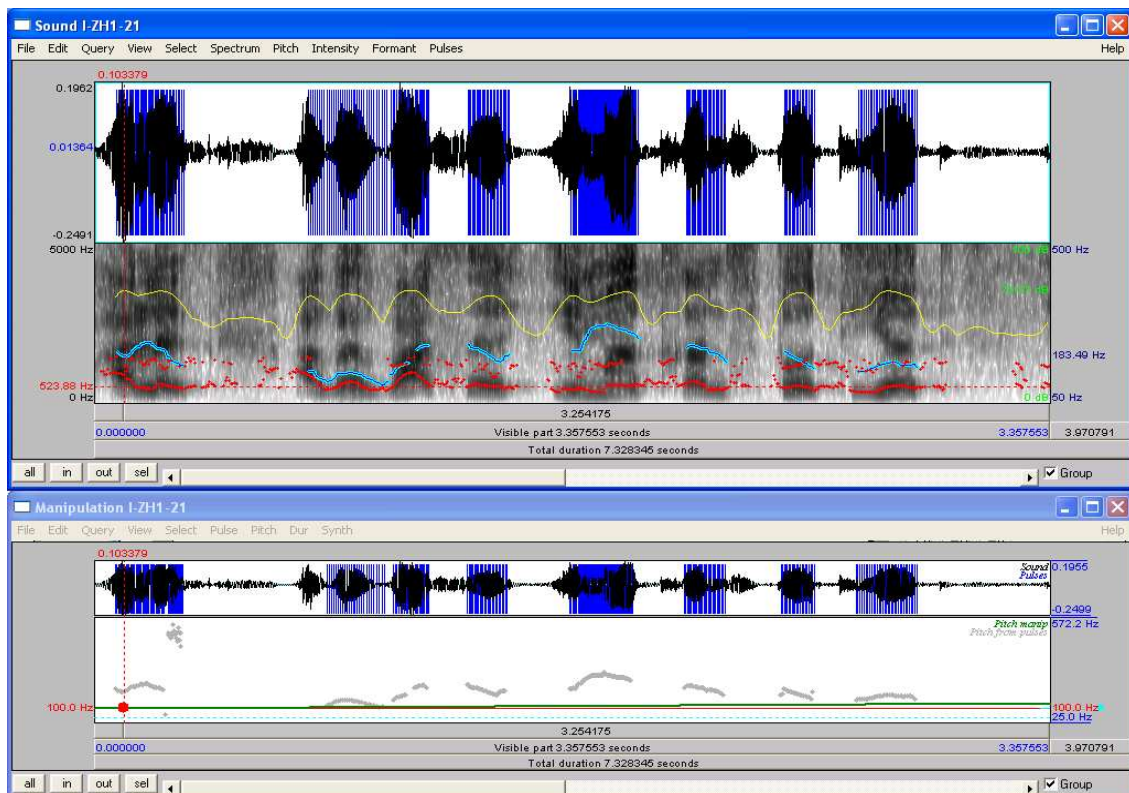 Sound I-ZH1-21
File Edit Query View Select Spectrum Pitch Intensity Formant Pulses Help
0.103379
0.1962
0.01364
-0.2491
5000 Hz 500 Hz
183.49 Hz
523.88 Hz
0 Hz 0 dB 50 Hz
3.254175
0.000000 Visible part 3.357553 seconds 3.357553 3.970791
Total duration 7.328345 seconds
all in out sel Group
Manipulation I-ZH1-21
File Edit Query View Select Pulse Pitch Dur Synth Help
0.103379
Sound 0.1955
Pulses
-0.2499
Pitch manip 572.2 Hz
Pitch from pulses
100.0 Hz 100.0 Hz
25.0 Hz
3.254175
0.000000 Visible part 3.357553 seconds 3.357553 3.970791
Total duration 7.328345 seconds
all in out sel Group